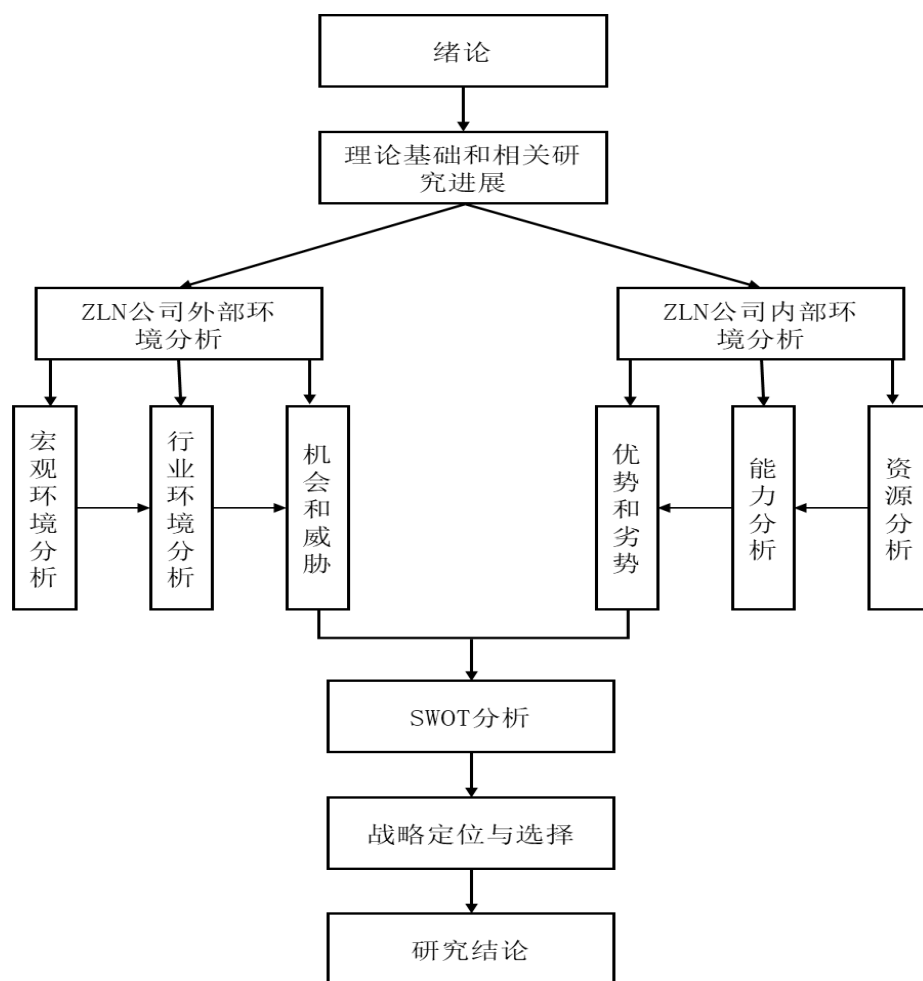 绪论
理论基础和相关研
究进展
ZLN公司外部环
境分析
ZLN公司内部环
境分析
宏观环境分析
行业环境分析
机会和威胁
优势和劣势
能力分析
资源分析
SWOT分析
战略定位与选择
研究结论